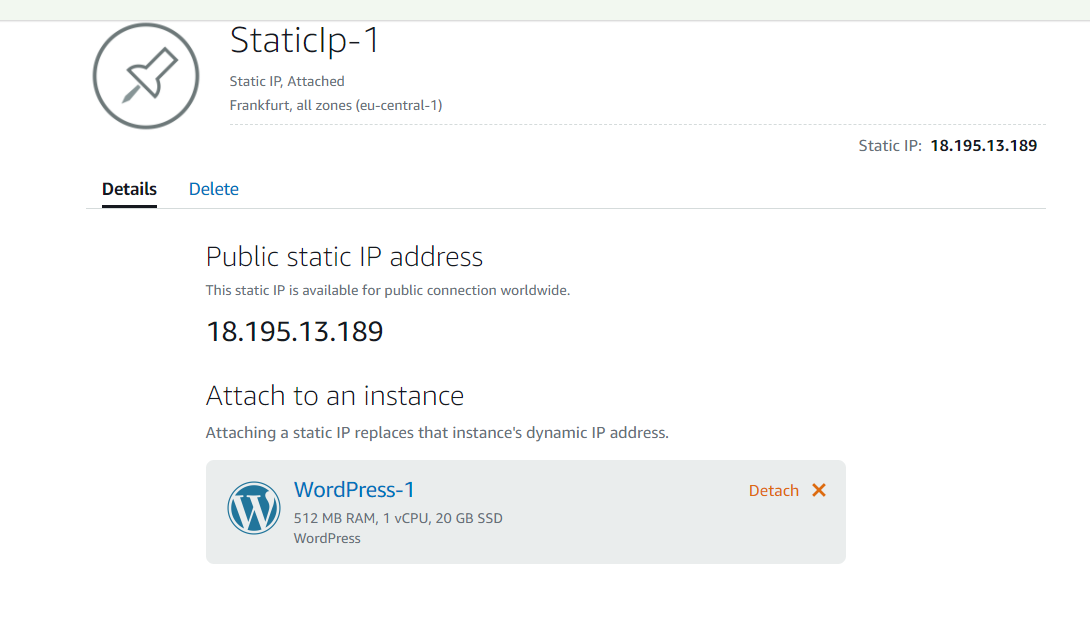 StaticIp-1
Static IP, Attached
Frankfurt, all zones (eu-central-1)
Static IP: 18.195.13.189
Details Delete
Public static IP address
This static IP is available for public connection worldwide.
18.195.13.189
Attach to an instance
Attaching a static IP replaces that instance's dynamic IP address.
WordPress-1 Detach
512 MB RAM, 1 vCPU, 20 GB SSD
WordPress